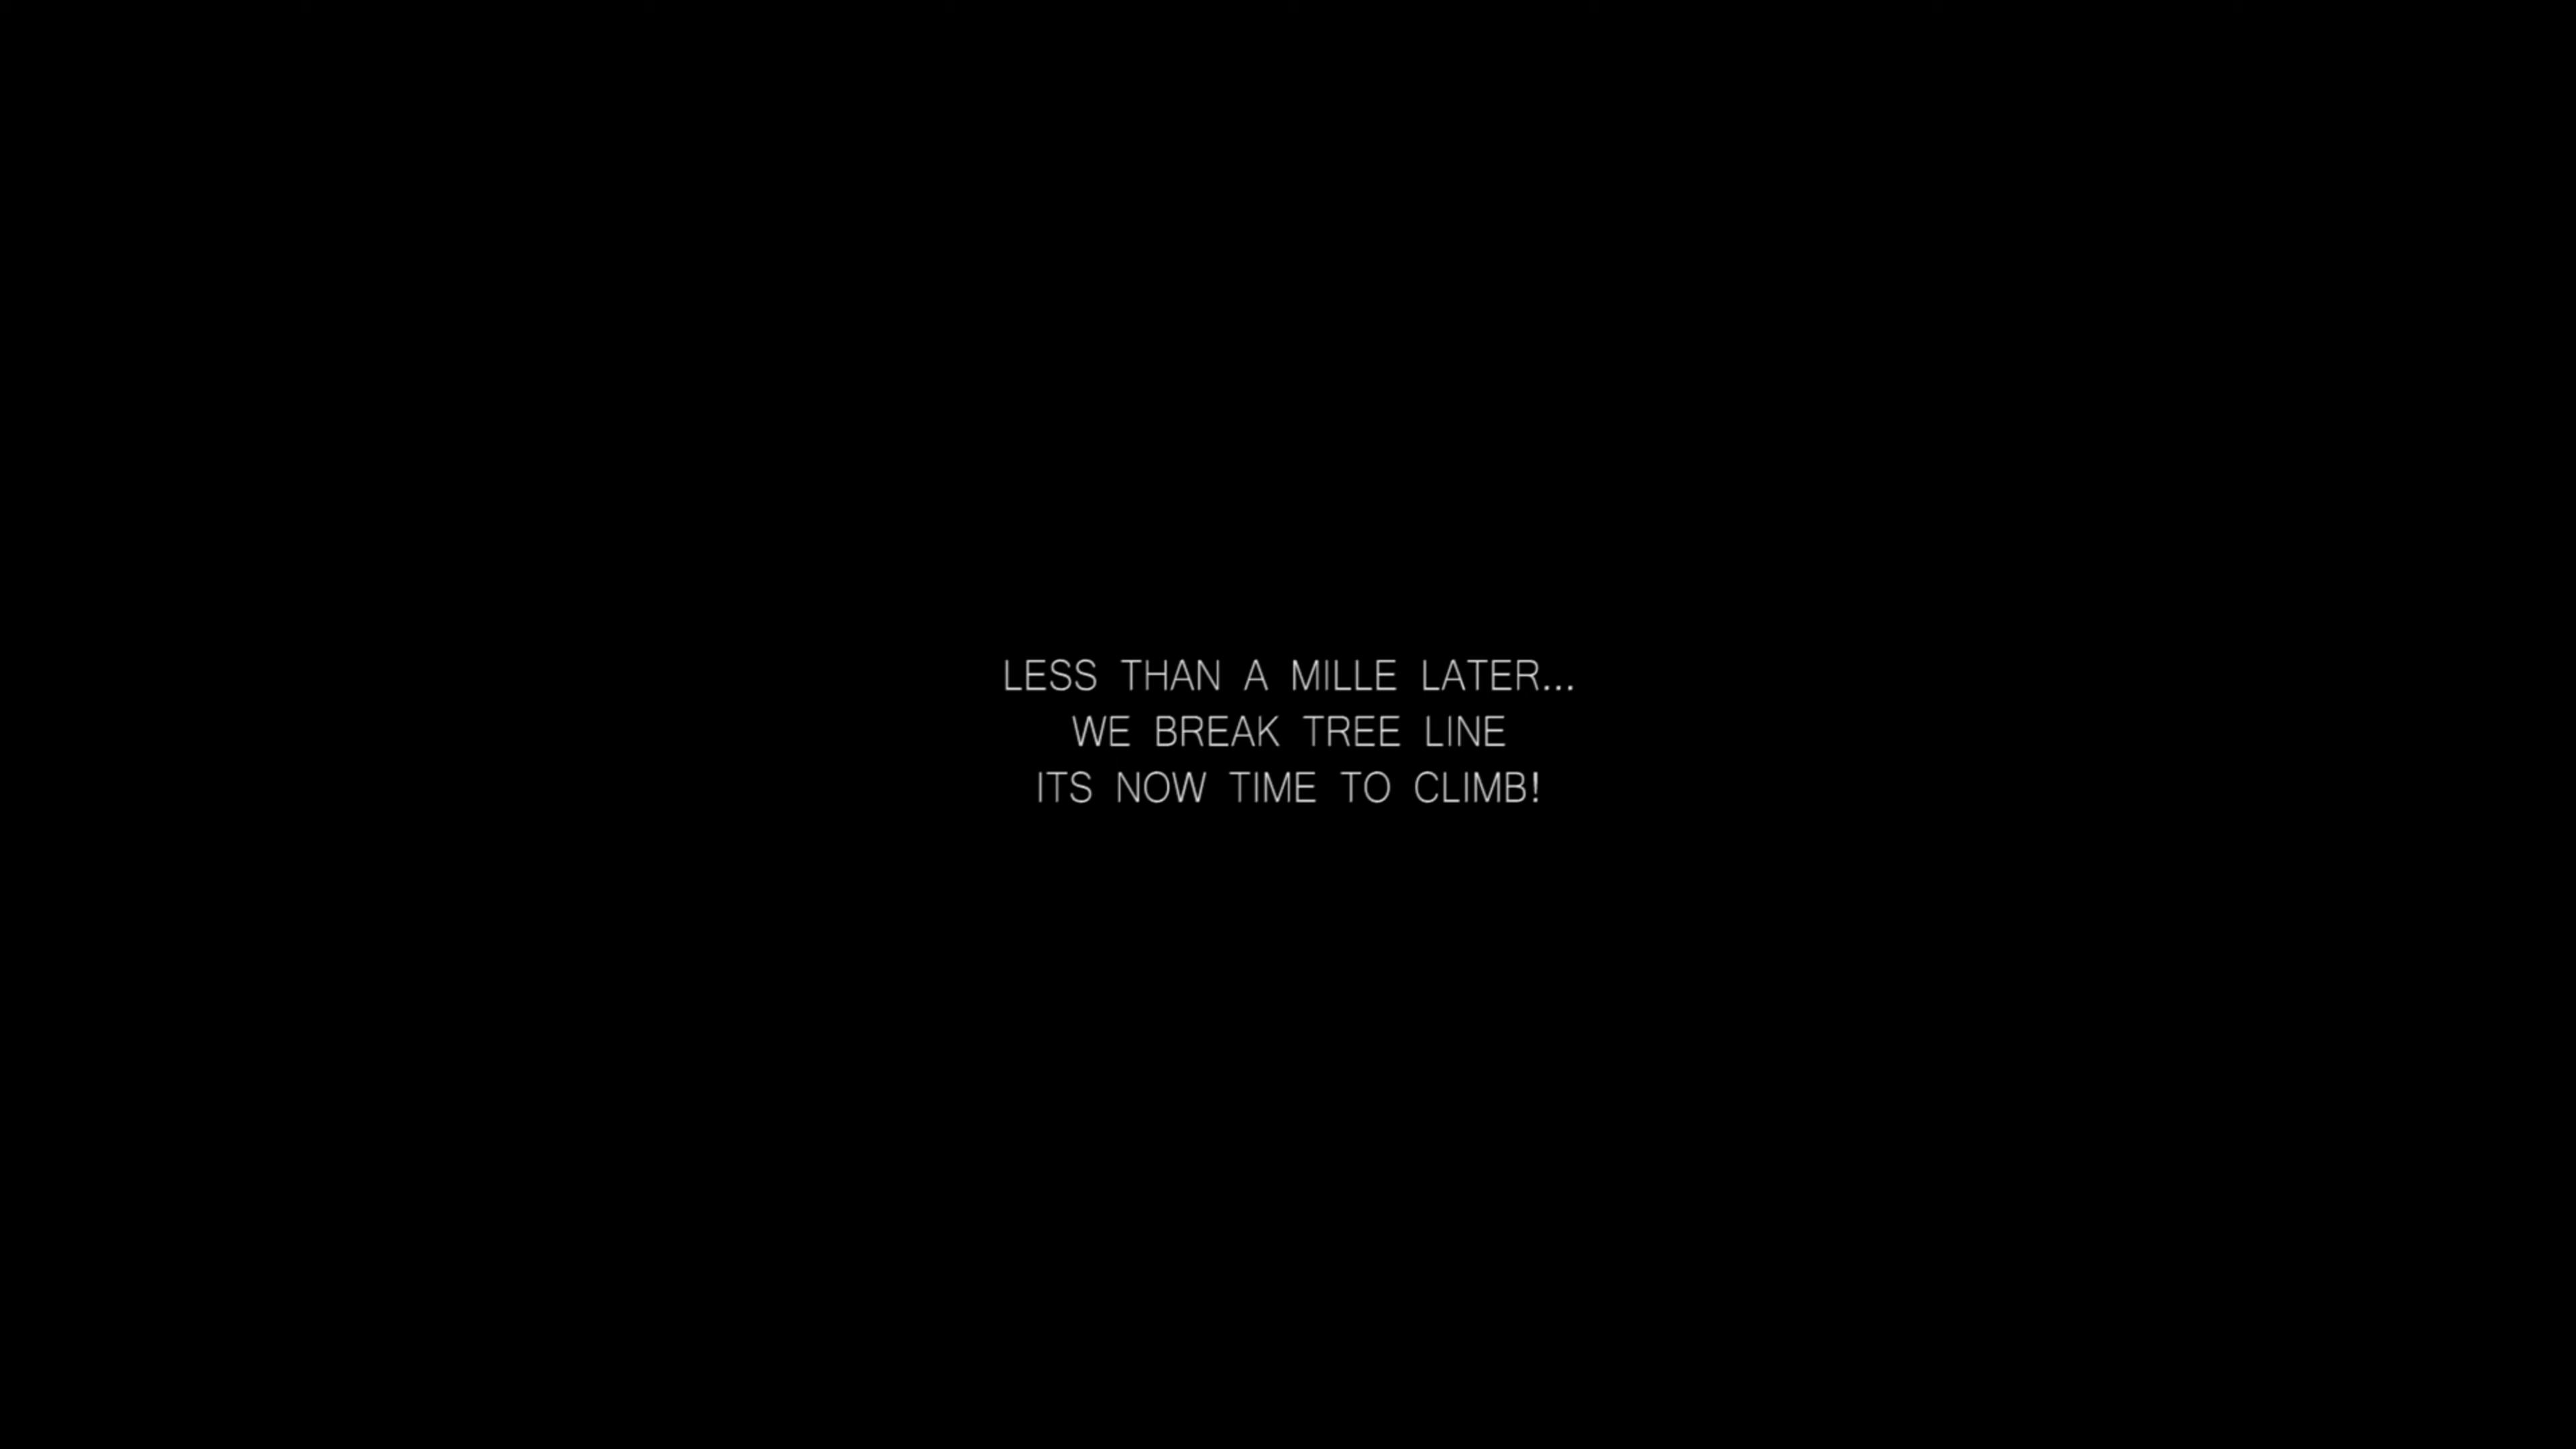 LESS THAN A MILLE LATER...
WE BREAK TREE LINE
ITS NOW TIME TO CLIMB!